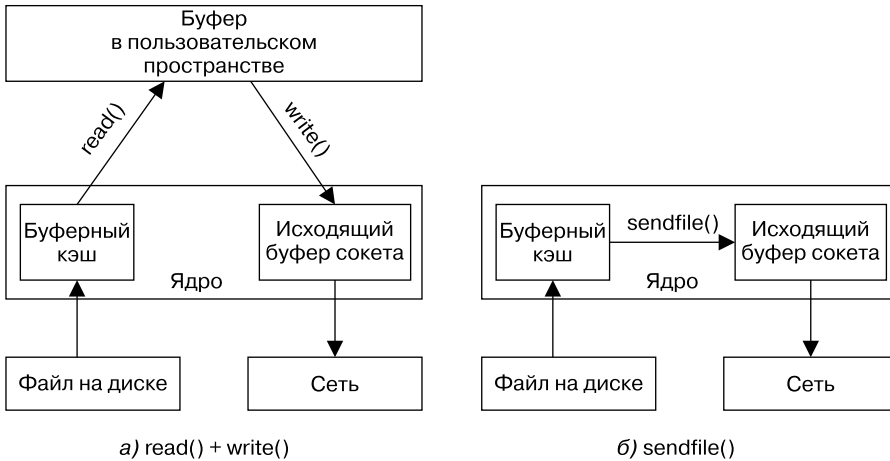 Буфер
в пользовательском
пространстве
read()
write()
Буферный
кэш
Исходящий
буфер сокета
Ядро
Файл на диске
Сеть
а) read() + write()
Буферный
кэш
sendfile()
Исходящий
буфер сокета
Ядро
Файл на диске
Сеть
б) sendfile()